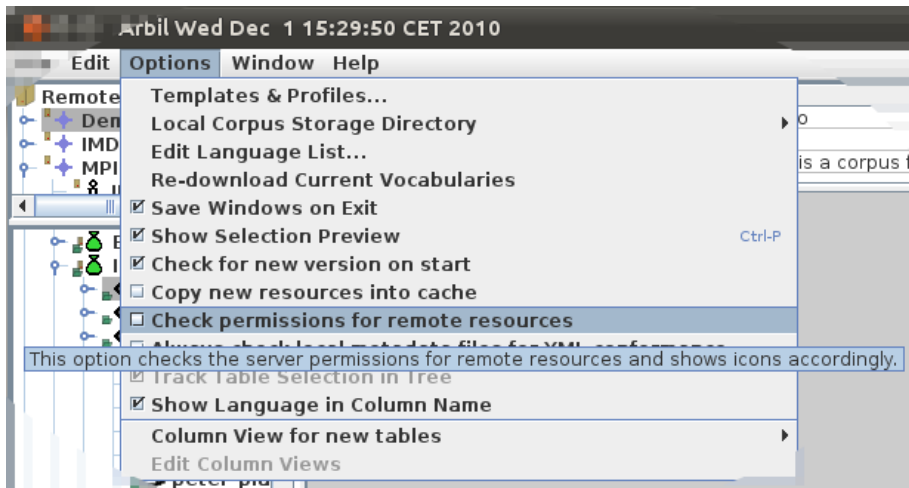 Arbil Wed Dec 1 15:29:50 CET 2010
Edit Options Window Help
Remote
Templates & Profiles...
Local Corpus Storage Directory
IMD
Edit Language List...
MPI
is a corpus
Re-download Current Vocabularies
Save Windows on Exit
Show Selection Preview Ctrl-P
Check for new version on start
Copy new resources into cache
Check permissions for remote resources
This option checks the server permissions for remote resources and shows icons accordingly.
Track Table Selection in Tree
Show Language in Column Name
Column View for new tables
Edit Column Views